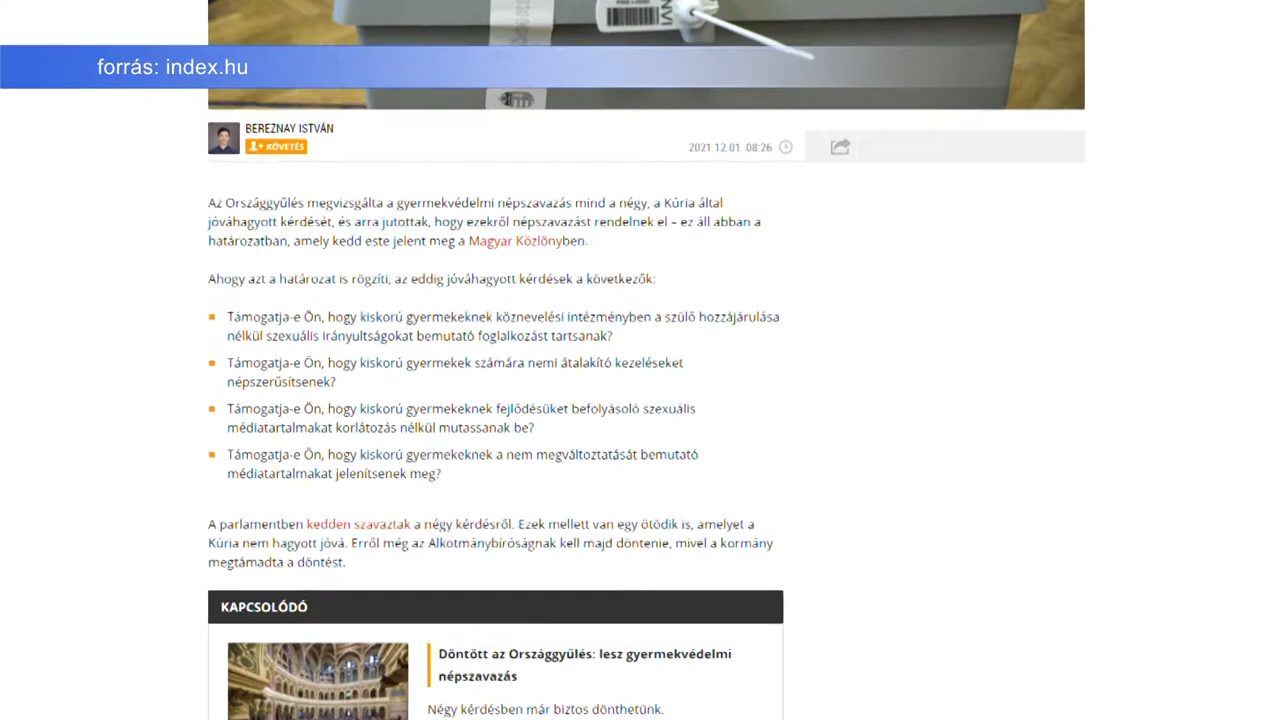 forrás: index.hu
BEREZNAY ISTVÁN
KÖVETÉS
2021.12.01. 08:26
Az Országgyűlés megvizsgálta a gyermekvédelmi népszavazás mind a négy, a Kúria által
jóváhagyott kérdését, és arra jutottak, hogy ezekről népszavazást rendelnek el – ez áll abban a
határozatban, amely kedd este jelent meg a Magyar Közlönyben.
Ahogy azt a határozat is rögzíti, az eddig jóváhagyott kérdések a következők:
Támogatja-e Ön, hogy kiskorú gyermekeknek köznevelési intézményben a szülő hozzájárulása
nélkül szexuális irányultságokat bemutató foglalkozást tartsanak?
Támogatja-e Ön, hogy kiskorú gyermekek számára nemi átalakító kezeléseket
népszerűsítsenek?
Támogatja-e Ön, hogy kiskorú gyermekeknek fejlődésüket befolyásoló szexuális
médiatartalmakat korlátozás nélkül mutassanak be?
Támogatja-e Ön, hogy kiskorú gyermekeknek a nem megváltoztatását bemutató
médiatartalmakat jelenítsenek meg?
A parlamentben kedden szavaztak a négy kérdésről. Ezek mellett van egy ötödik is, amelyet a
Kúria nem hagyott jóvá. Erről még az Alkotmánybíróságnak kell majd döntenie, mivel a kormány
megtámadta a döntést.
KAPCSOLÓDÓ
Döntött az Országgyűlés: lesz gyermekvédelmi
népszavazás
Négy kérdésben már biztos dönthetünk.